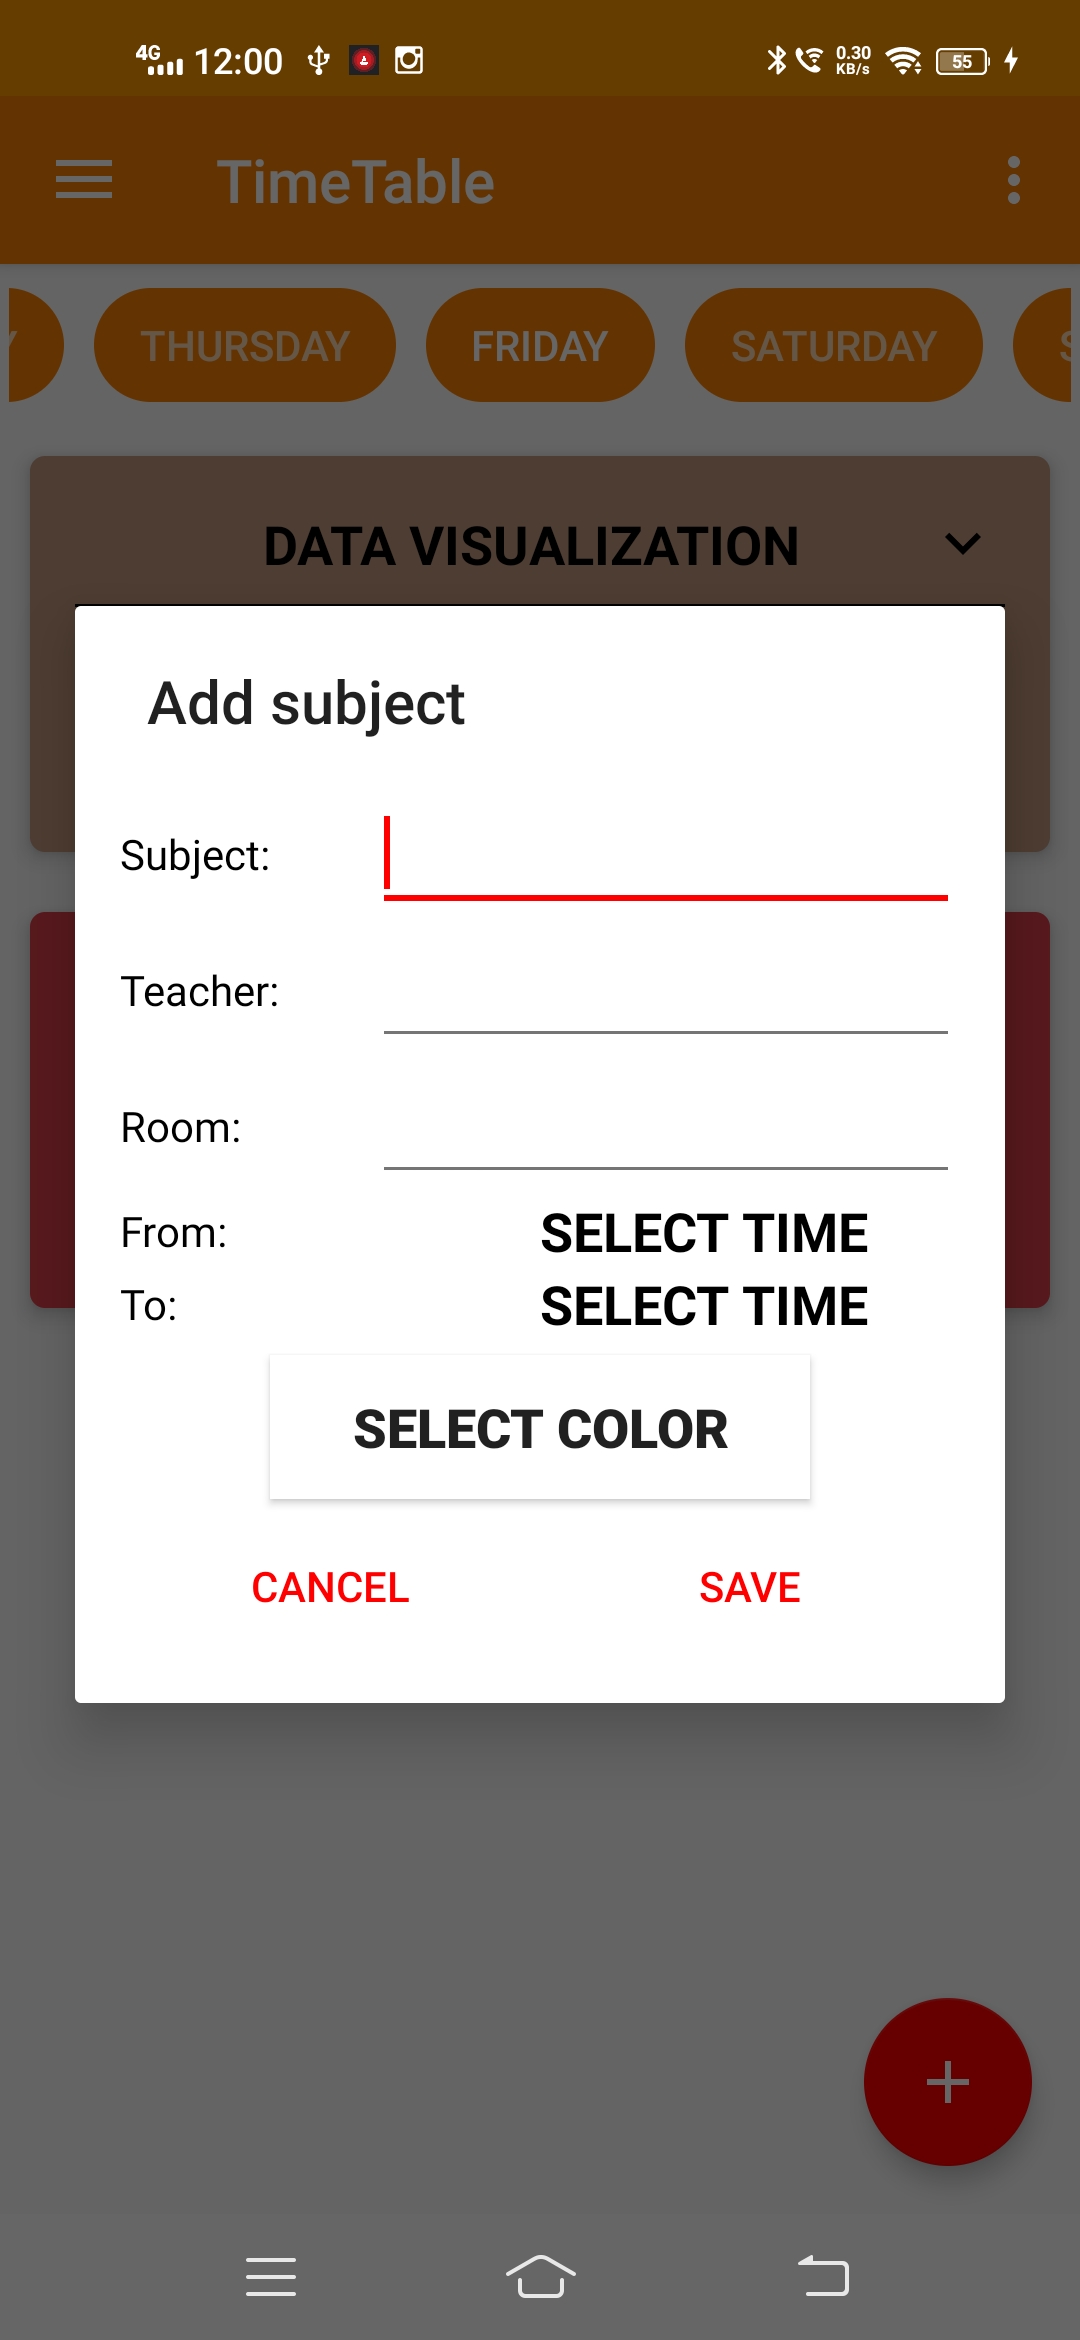 4G 12:00 0.30 KB/s 55
TimeTable
Y THURSDAY FRIDAY SATURDAY S
DATA VISUALIZATION
Add subject
Subject:
Teacher:
Room:
From: SELECT TIME
To: SELECT TIME
SELECT COLOR
CANCEL SAVE